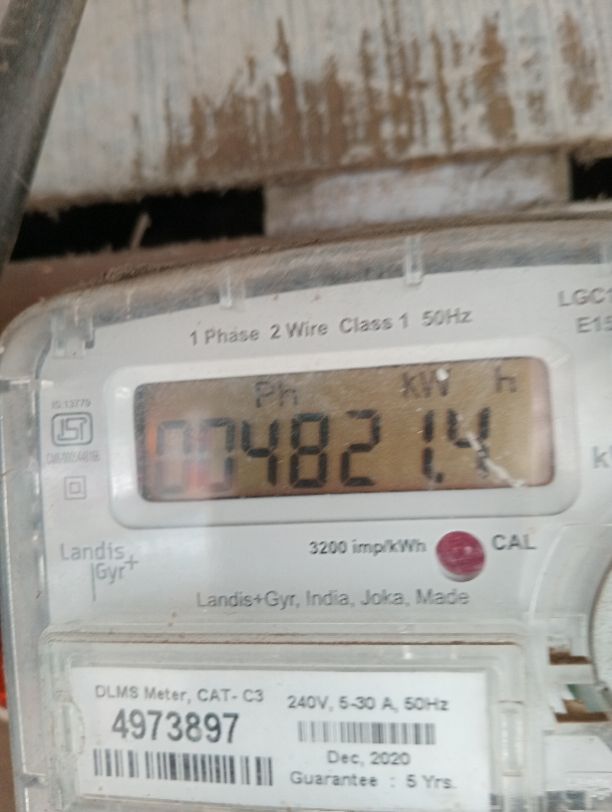 LGC1
E15
1 Phase 2 Wire Class 1 50Hz
IS 13779
Ph kW h
004821.4
Landis
Gyr+
3200 imp/kWh CAL
Landis+Gyr, India, Joka, Made
DLMS Meter, CAT- C3
4973897
240V, 5-30 A, 50Hz
Dec, 2020
Guarantee : 5 Yrs.